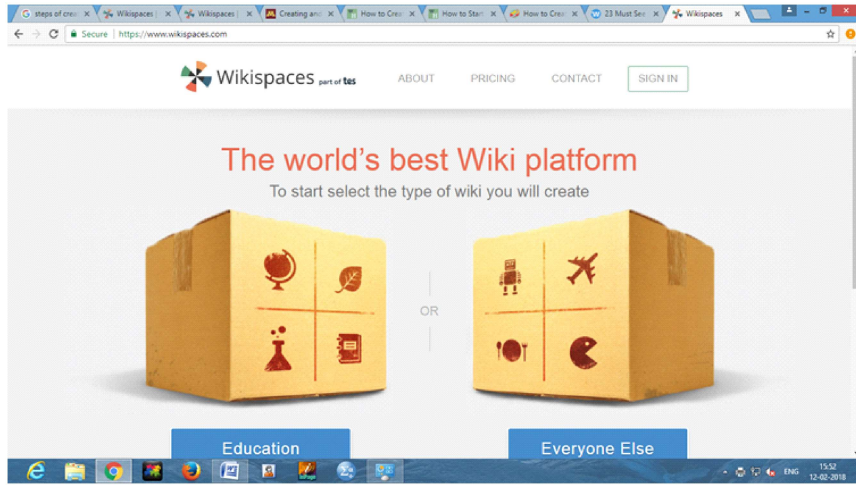 steps of crea
Wikispaces |
Wikispaces |
Creating and
How to Crea
How to Start
How to Crea
23 Must See
Wikispaces
Secure | https://www.wikispaces.com
Wikispaces part of tes ABOUT PRICING CONTACT SIGN IN
The world's best Wiki platform
To start select the type of wiki you will create
OR
Education Everyone Else
ENG 15:52
12-02-2018